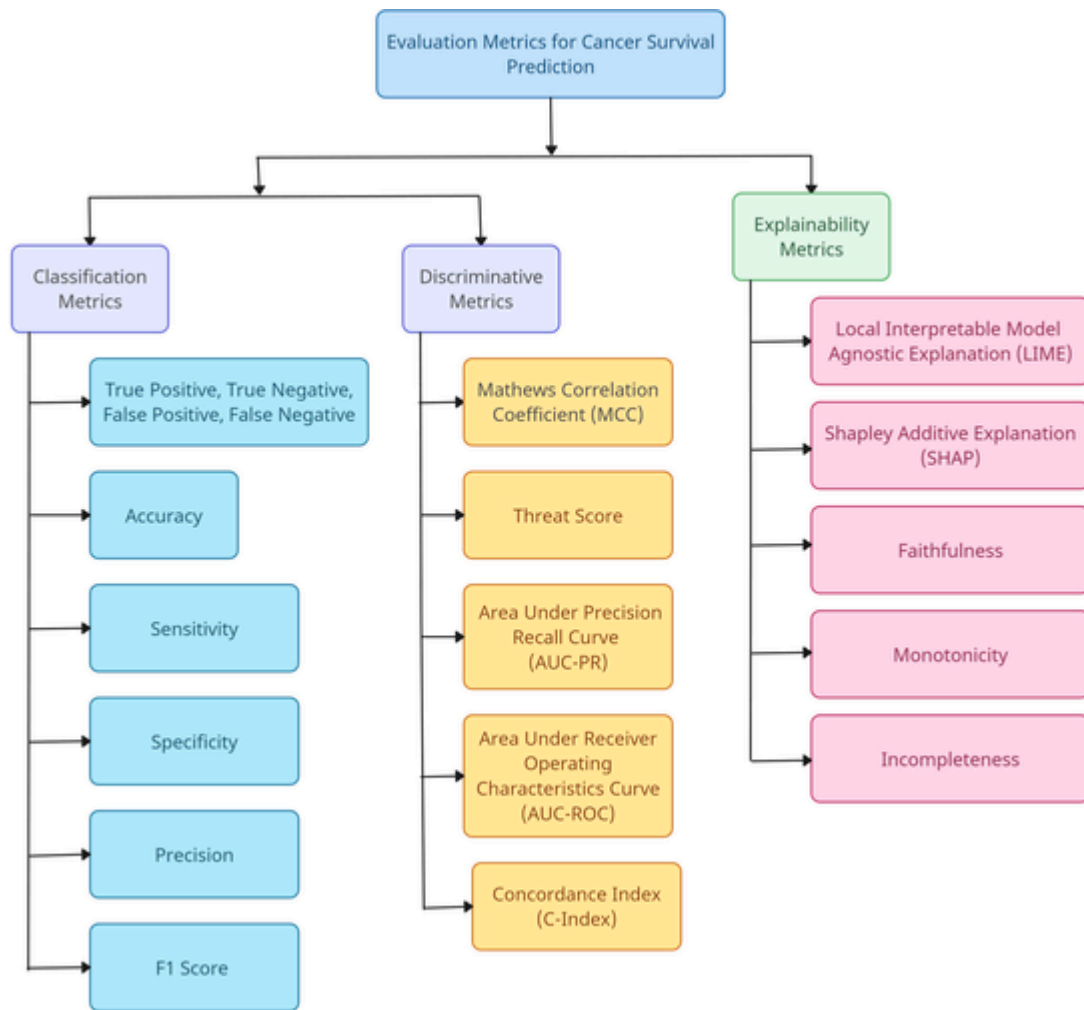 Evaluation Metrics for Cancer Survival
Prediction
Classification
Metrics
True Positive, True Negative,
False Positive, False Negative
Accuracy
Sensitivity
Specificity
Precision
F1 Score
Discriminative
Metrics
Mathews Correlation
Coefficient (MCC)
Threat Score
Area Under Precision
Recall Curve
(AUC-PR)
Area Under Receiver
Operating
Characteristics Curve
(AUC-ROC)
Concordance Index
(C-Index)
Explainability
Metrics
Local Interpretable Model
Agnostic Explanation (LIME)
Shapley Additive Explanation
(SHAP)
Faithfulness
Monotonicity
Incompleteness